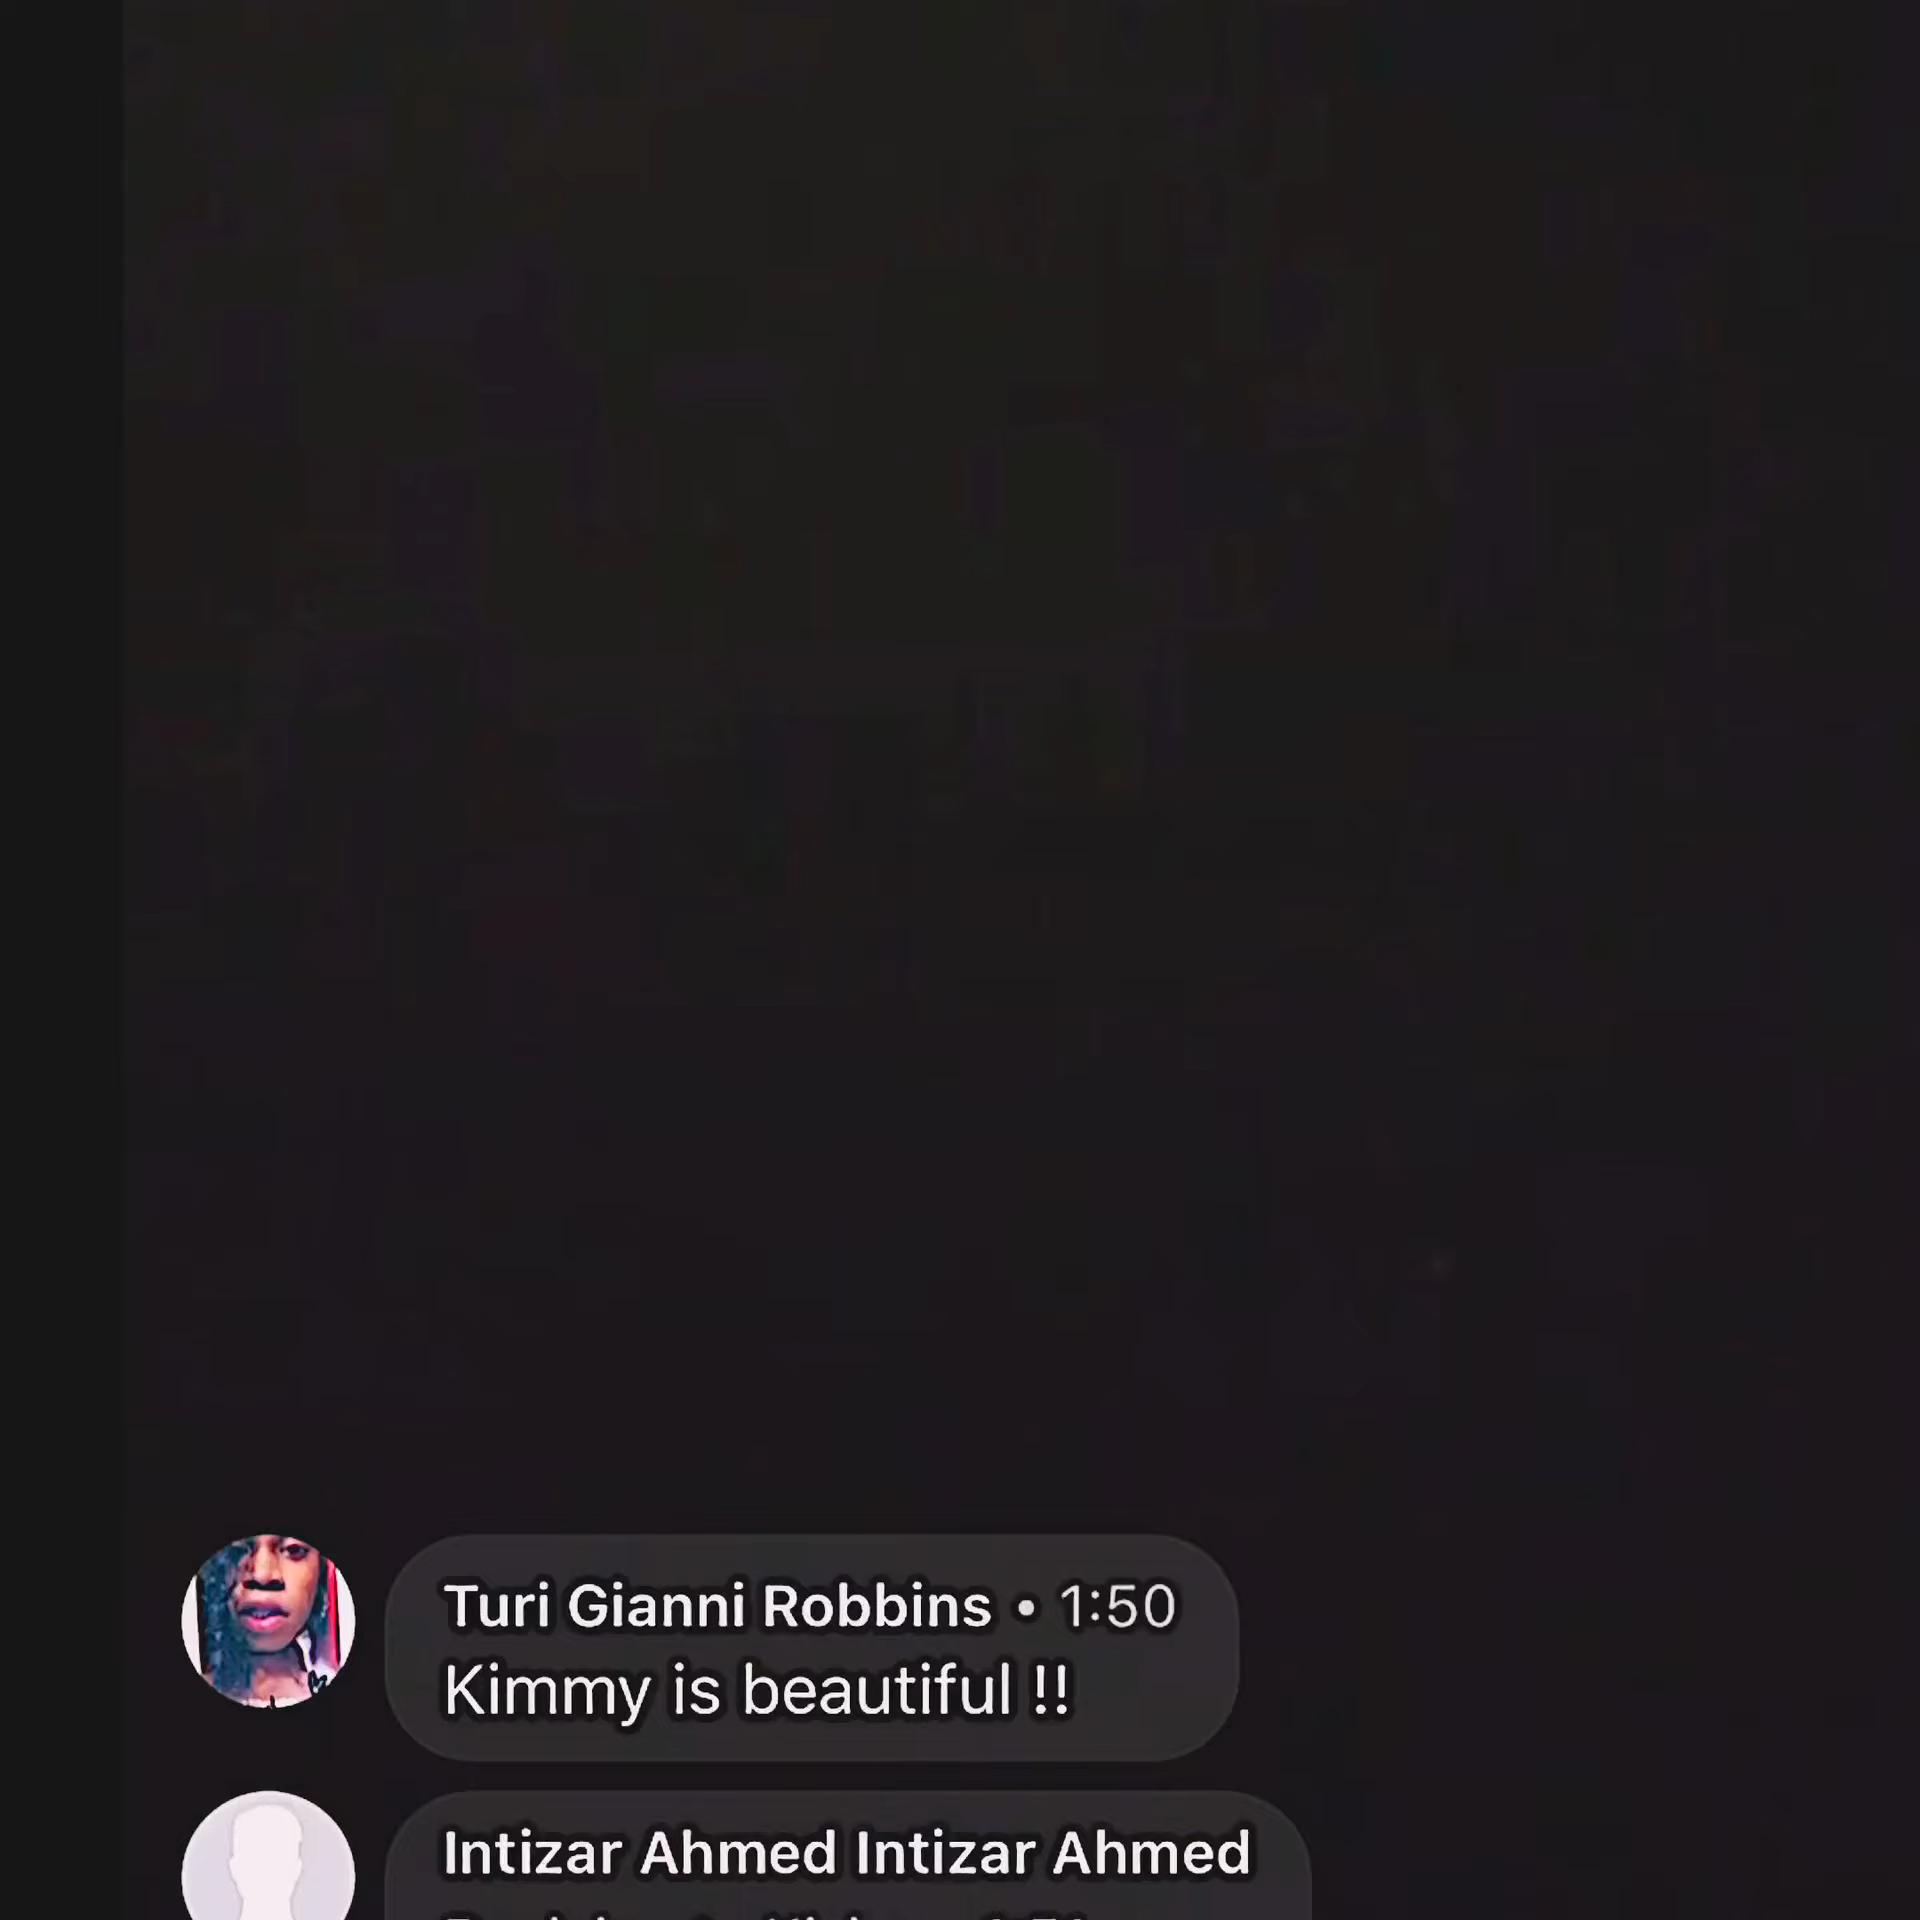 Turi Gianni Robbins • 1:50
Kimmy is beautiful !!
Intizar Ahmed Intizar Ahmed